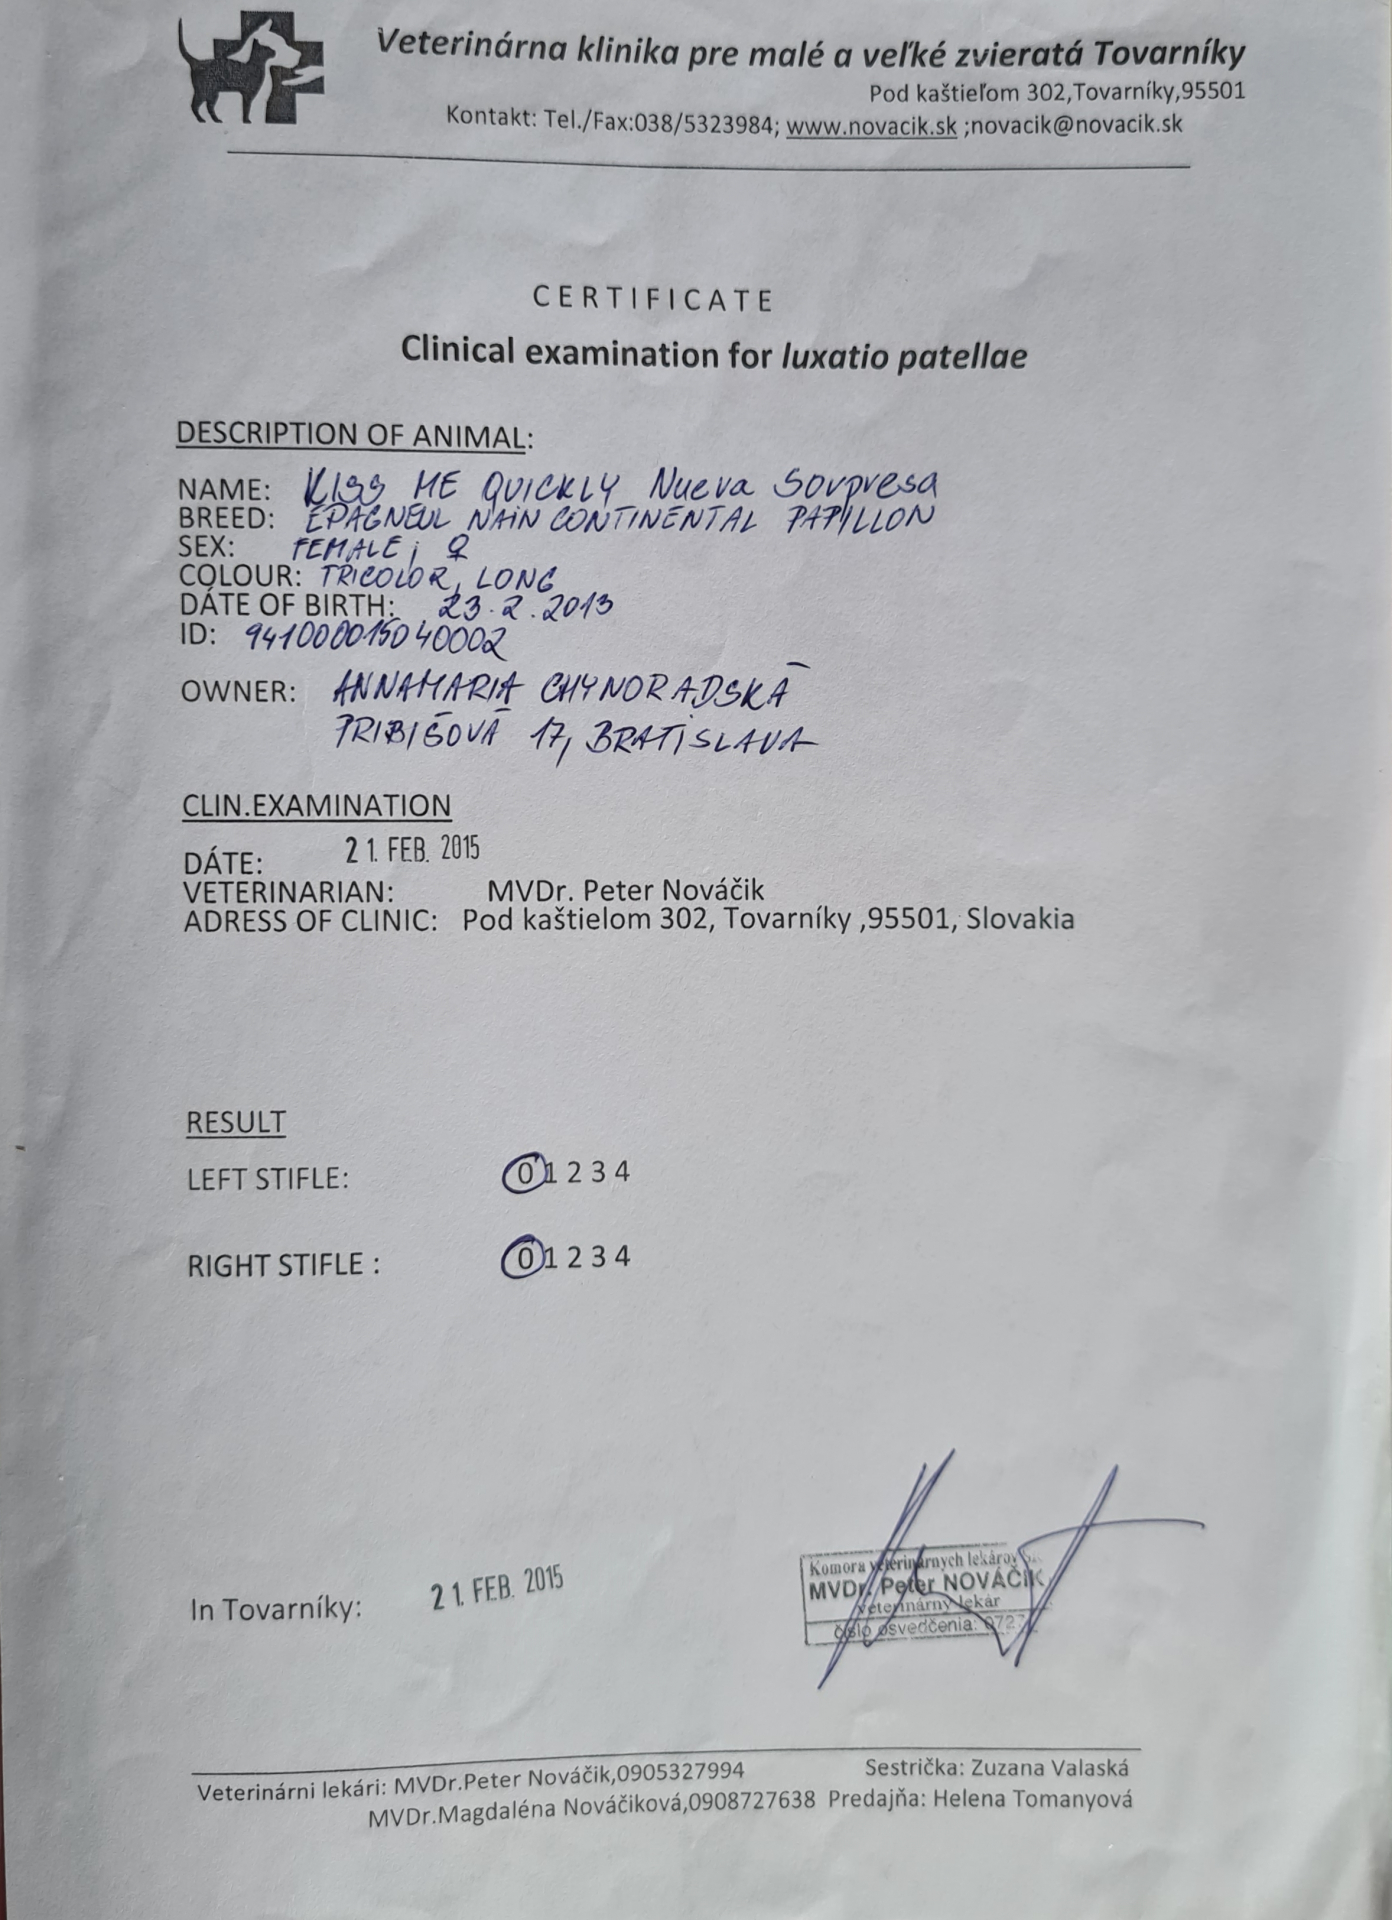 Veterinárna klinika pre malé a veľké zvieratá Tovarníky
Pod kaštieľom 302,Tovarníky,95501
Kontakt: Tel./Fax:038/5323984; www.novacik.sk ;novacik@novacik.sk
CERTIFICATE
Clinical examination for luxatio patellae
DESCRIPTION OF ANIMAL:
NAME: KISS ME QUICKLY Nueva Sorpresa
BREED: EPAGNEUL NAIN CONTINENTAL PAPILLON
SEX: FEMALE; ♀
COLOUR: TRICOLOR, LONG
DÁTE OF BIRTH: 23.2.2013
ID: 941000015040002
OWNER: ANNAMARIA CHYNORADSKÁ
PRIBIŠOVÁ 17, BRATISLAVA
CLIN.EXAMINATION
DÁTE: 21. FEB. 2015
VETERINARIAN: MVDr. Peter Nováčik
ADRESS OF CLINIC: Pod kaštielom 302, Tovarníky ,95501, Slovakia
RESULT
LEFT STIFLE: 0 1 2 3 4
RIGHT STIFLE : 0 1 2 3 4
Komora veterinárnych lekárov
MVDr. Peter NOVÁČIK
veterinárny lekár
číslo osvedčenia:
In Tovarníky: 21. FEB. 2015
Veterinárni lekári: MVDr.Peter Nováčik,0905327994 Sestrička: Zuzana Valaská
MVDr.Magdaléna Nováčiková,0908727638 Predajňa: Helena Tomanyová